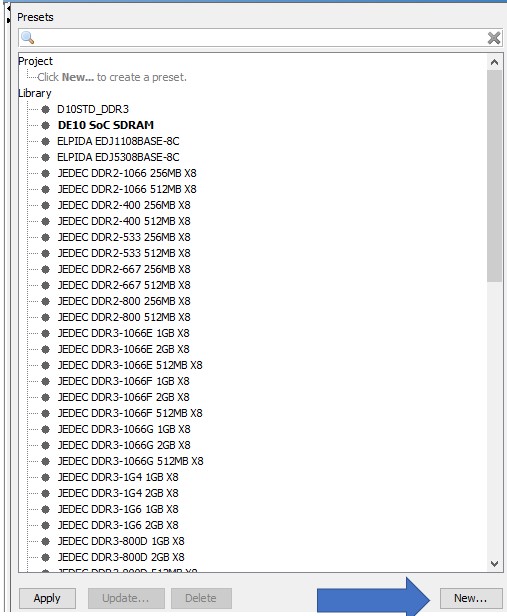 Presets
Project
Click New... to create a preset.
Library
D10STD_DDR3
DE10 SoC SDRAM
ELPIDA EDJ1108BASE-8C
ELPIDA EDJ5308BASE-8C
JEDEC DDR2-1066 256MB X8
JEDEC DDR2-1066 512MB X8
JEDEC DDR2-400 256MB X8
JEDEC DDR2-400 512MB X8
JEDEC DDR2-533 256MB X8
JEDEC DDR2-533 512MB X8
JEDEC DDR2-667 256MB X8
JEDEC DDR2-667 512MB X8
JEDEC DDR2-800 256MB X8
JEDEC DDR2-800 512MB X8
JEDEC DDR3-1066E 1GB X8
JEDEC DDR3-1066E 2GB X8
JEDEC DDR3-1066E 512MB X8
JEDEC DDR3-1066F 1GB X8
JEDEC DDR3-1066F 2GB X8
JEDEC DDR3-1066F 512MB X8
JEDEC DDR3-1066G 1GB X8
JEDEC DDR3-1066G 2GB X8
JEDEC DDR3-1066G 512MB X8
JEDEC DDR3-1G4 1GB X8
JEDEC DDR3-1G4 2GB X8
JEDEC DDR3-1G6 1GB X8
JEDEC DDR3-1G6 2GB X8
JEDEC DDR3-800D 1GB X8
JEDEC DDR3-800D 2GB X8
JEDEC DDR3-800D 512MB X8
Apply Update... Delete New...